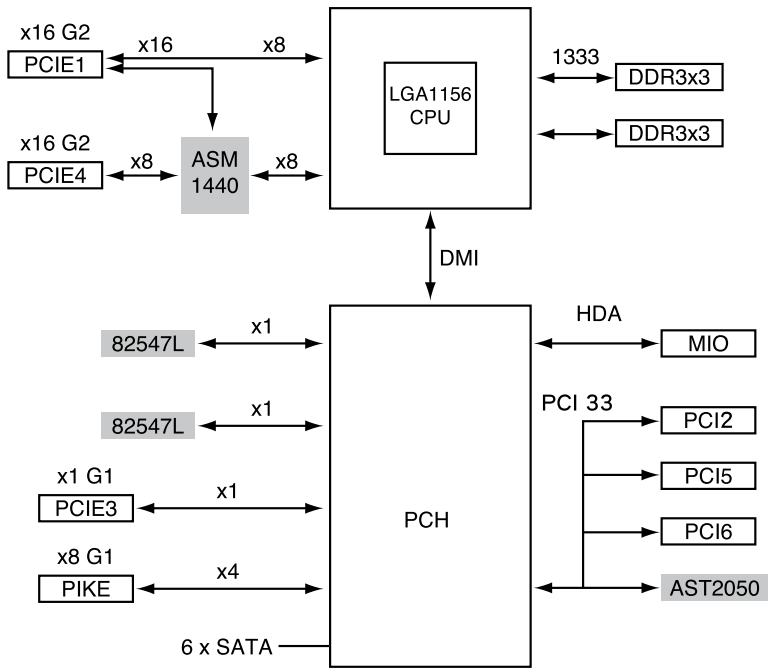 x16 G2
PCIE1
x16
x8
LGA1156
CPU
1333
DDR3x3
DDR3x3
x16 G2
PCIE4
x8
ASM
1440
x8
DMI
82547L
x1
HDA
MIO
82547L
x1
PCI 33
PCI2
PCI5
PCI6
AST2050
x1 G1
PCIE3
x1
PCH
x8 G1
PIKE
x4
6 x SATA